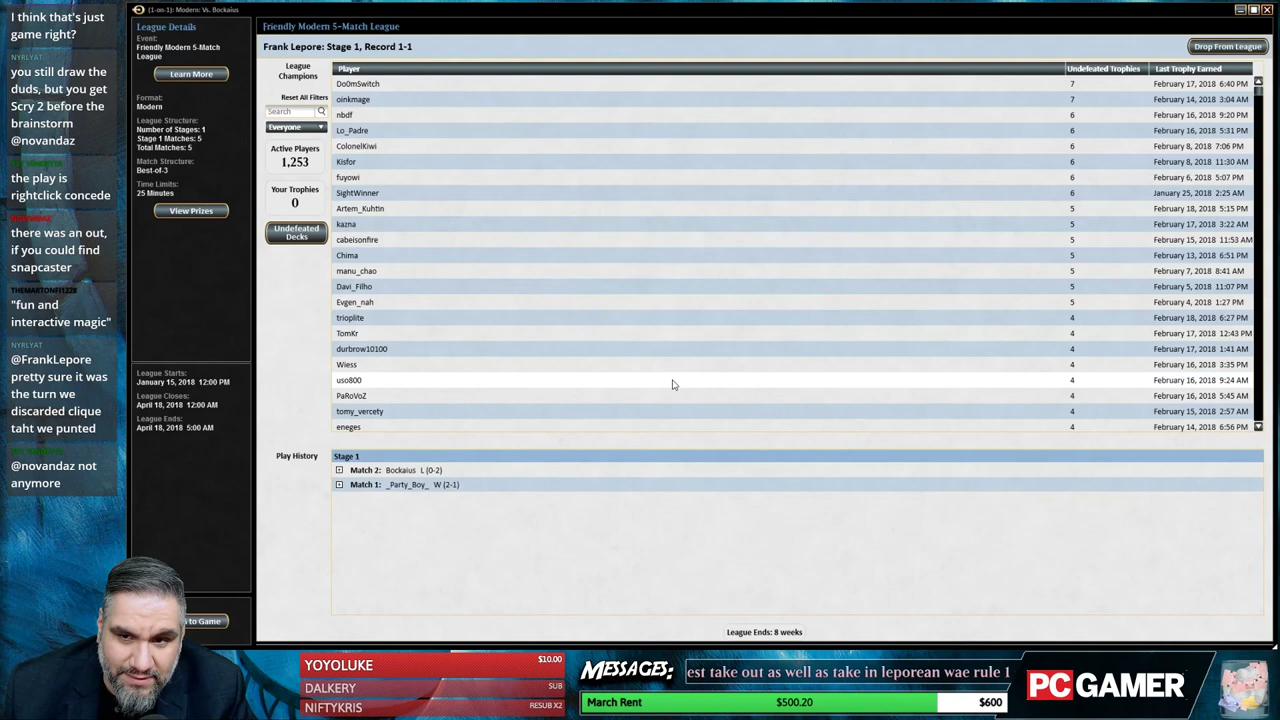 I think that's just
game right?
NYRLYAT
you still draw the
duds, but you get
Scry 2 before the
brainstorm
@novandaz
the play is
rightclick concede
NOVANDAZ
there was an out,
if you could find
snapcaster
THEMARTONFI1228
"fun and
interactive magic"
NYRLYAT
@FrankLepore
pretty sure it was
the turn we
discarded clique
taht we punted
@novandaz not
anymore
(1-on-1): Modern: Vs. Bockaius
League Details
Event:
Friendly Modern 5-Match
League
Learn More
Format:
Modern
League Structure:
Number of Stages: 1
Stage 1 Matches: 5
Total Matches: 5
Match Structure:
Best-of-3
Time Limits:
25 Minutes
View Prizes
League Starts:
January 15, 2018 12:00 PM
League Closes:
April 18, 2018 12:00 AM
League Ends:
April 18, 2018 5:00 AM
to Game
Friendly Modern 5-Match League
Frank Lepore: Stage 1, Record 1-1
Drop From League
League
Champions
Reset All Filters
Search
Everyone
Active Players
1,253
Your Trophies
0
Undefeated
Decks
Player Undefeated Trophies Last Trophy Earned
Do0mSwitch 7 February 17, 2018 6:40 PM
oinkmage 7 February 14, 2018 3:04 AM
nbdf 6 February 16, 2018 9:20 PM
Lo_Padre 6 February 16, 2018 5:31 PM
ColonelKiwi 6 February 8, 2018 7:06 PM
Kisfor 6 February 8, 2018 11:30 AM
fuyowi 6 February 6, 2018 5:07 PM
SightWinner 6 January 25, 2018 2:25 AM
Artem_Kuhtin 5 February 18, 2018 5:15 PM
kazna 5 February 17, 2018 3:22 AM
cabeisonfire 5 February 15, 2018 11:53 AM
Chima 5 February 13, 2018 6:51 PM
manu_chao 5 February 7, 2018 8:41 AM
Davi_Filho 5 February 5, 2018 11:07 PM
Evgen_nah 5 February 4, 2018 1:27 PM
trioplite 4 February 18, 2018 6:27 PM
TomKr 4 February 17, 2018 12:43 PM
durbrow10100 4 February 17, 2018 1:41 AM
Wiess 4 February 16, 2018 3:35 PM
uso800 4 February 16, 2018 9:24 AM
PaRoVoZ 4 February 16, 2018 5:45 AM
tomy_vercety 4 February 15, 2018 2:57 AM
eneges 4 February 14, 2018 6:56 PM
Play History
Stage 1
Match 2: Bockaius L (0-2)
Match 1: _Party_Boy_ W (2-1)
League Ends: 8 weeks
YOYOLUKE $10.00
DALKERY SUB
NIFTYKRIS RESUB X2
MESSAGES:
est take out as well as take in leporean wae rule 1
March Rent $500.20 $600
PC GAMER